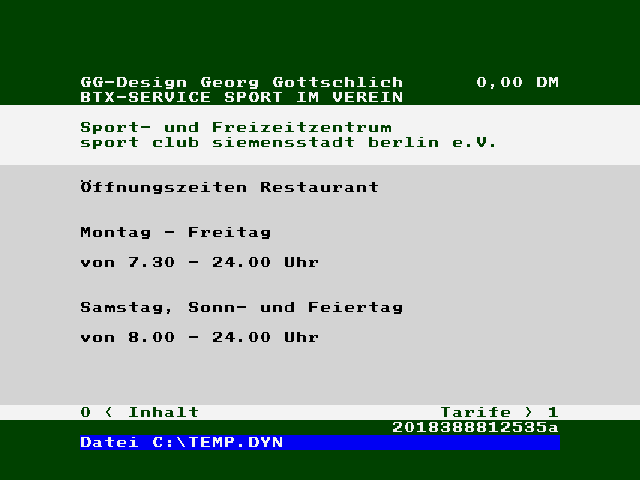 GG-Design Georg Gottschlich 0,00 DM
BTX-SERVICE SPORT IM VEREIN
Sport- und Freizeitzentrum
sport club siemensstadt berlin e.V.
Öffnungszeiten Restaurant
Montag - Freitag
von 7.30 - 24.00 Uhr
Samstag, Sonn- und Feiertag
von 8.00 - 24.00 Uhr
0 < Inhalt Tarife > 1
2018388812535a
Datei C:\TEMP.DYN